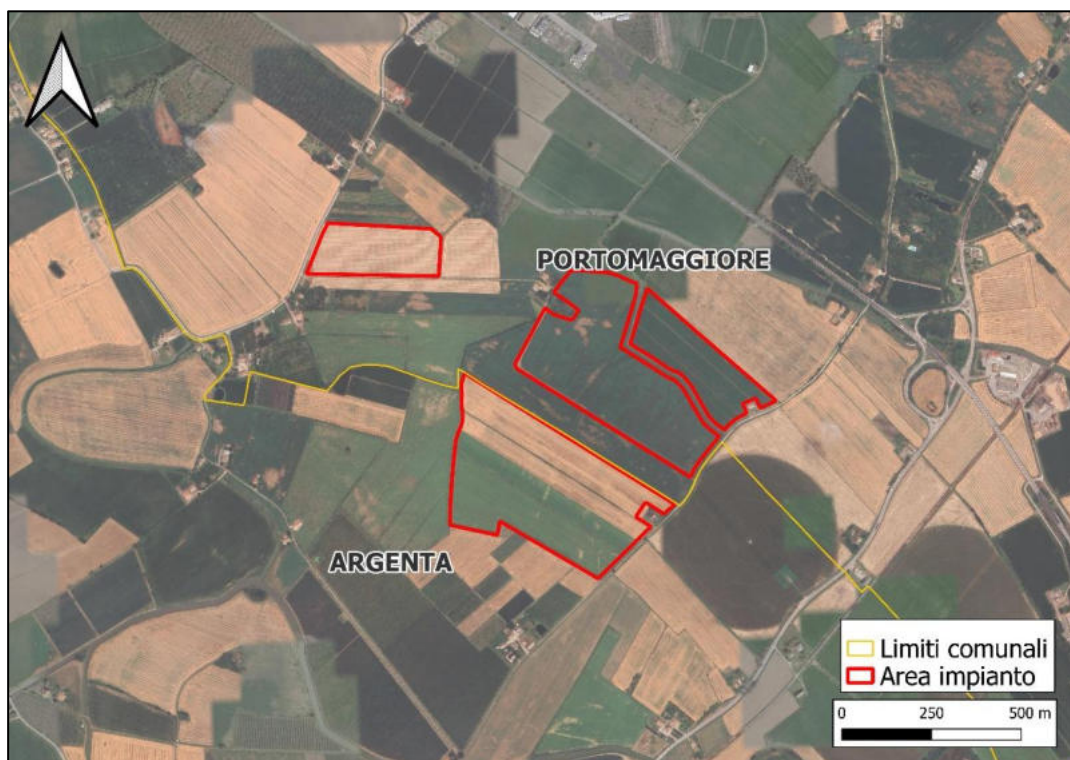 PORTOMAGGIORE
ARGENTA
Limiti comunali
Area impianto
0 250 500 m